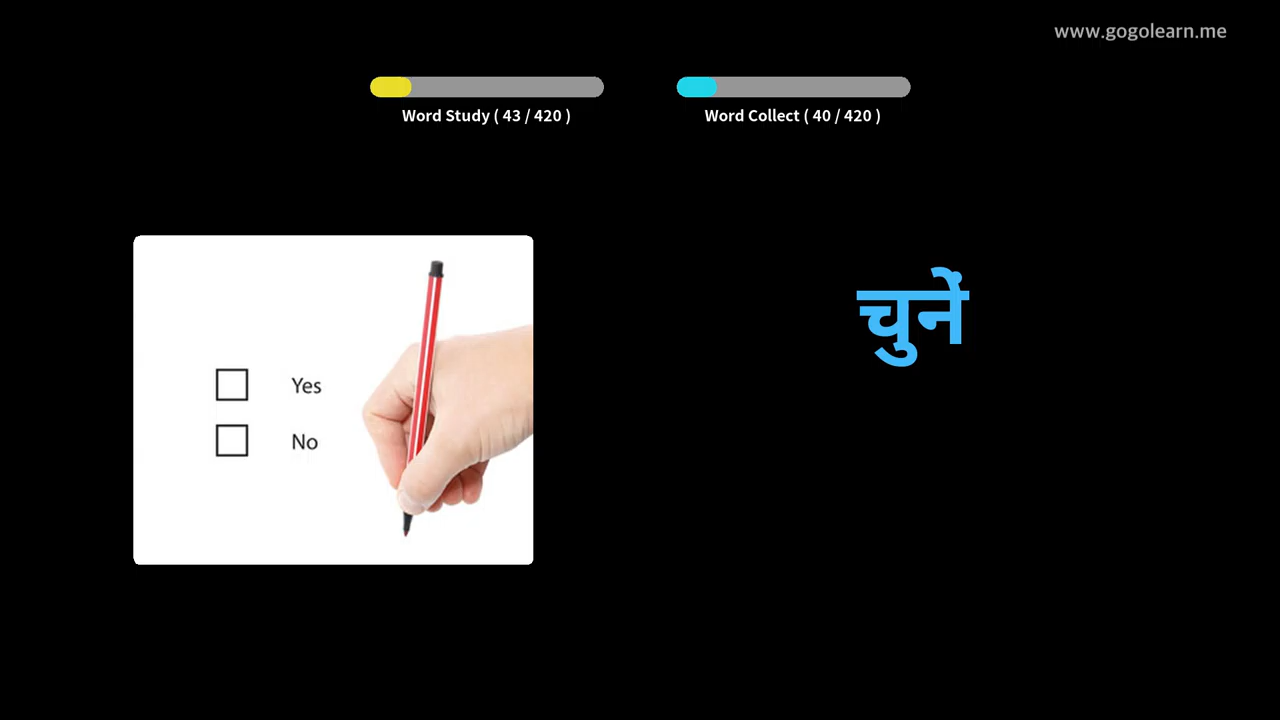 www.gogolearn.me
Word Study ( 43 / 420 )
Word Collect ( 40 / 420 )
चुनें
Yes
No